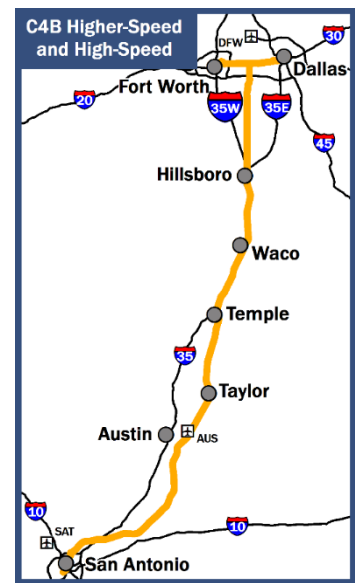 C4B Higher-Speed
and High-Speed
DFW
30
Dallas
Fort Worth
20
35W
35E
45
Hillsboro
Waco
Temple
35
Taylor
Austin
AUS
10
SAT
10
San Antonio